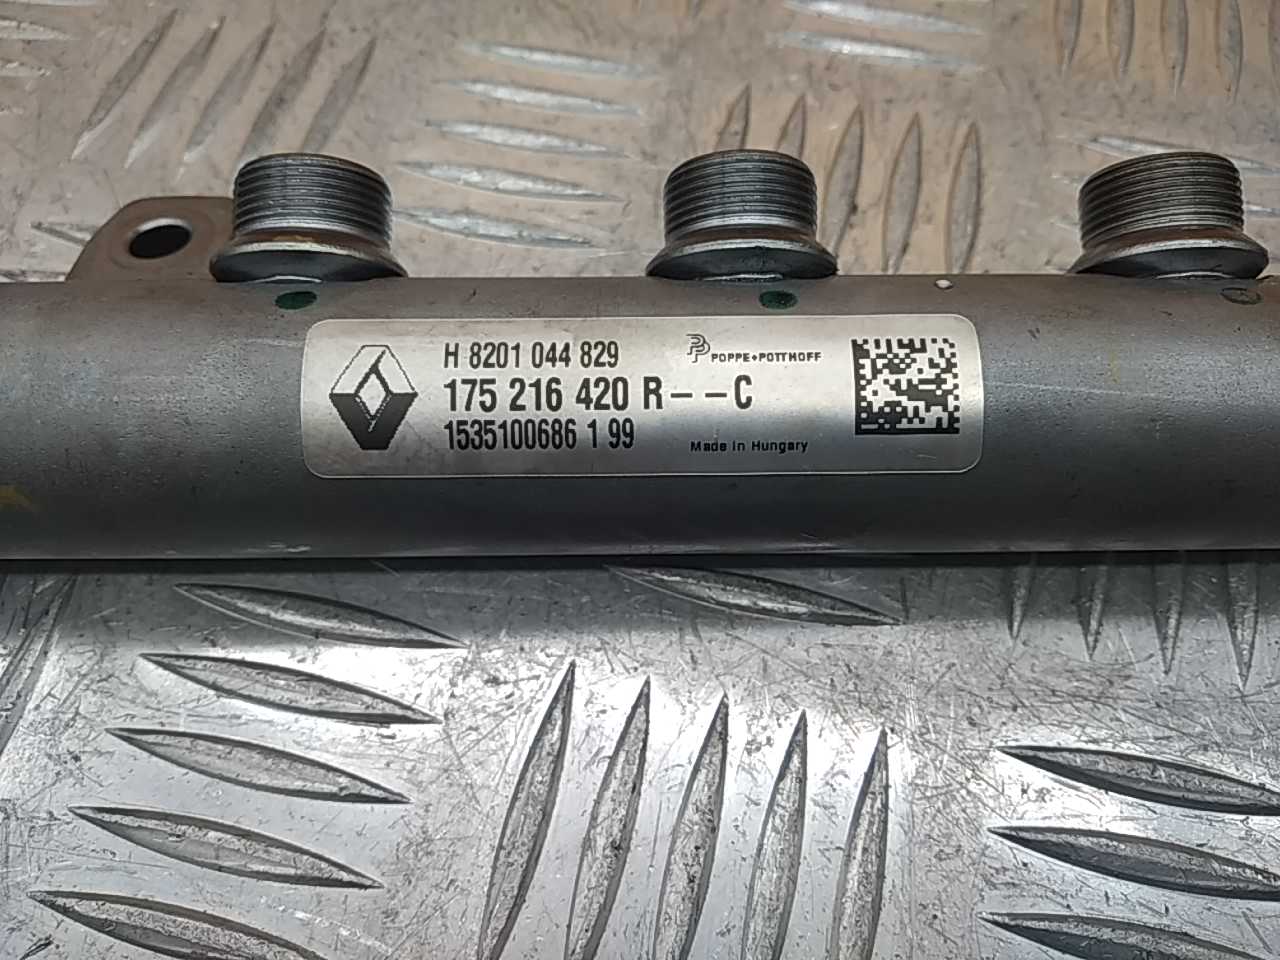 H 8201 044 829
175 216 420 R--C
1535100686 1 99
POPPE+POTTHOFF
Made in Hungary